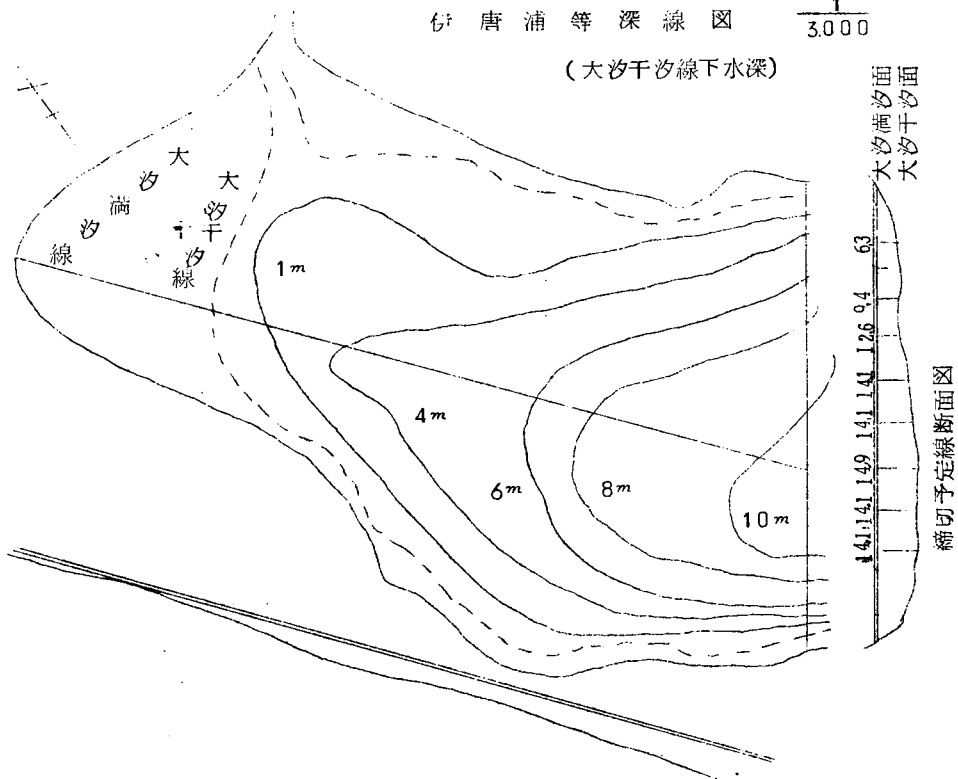 伊唐浦等深線図
1/3.000
(大汐干汐線下水深)
大汐満汐面
大汐干汐面
大汐満汐線
大汐干汐線
1m
4m
6m
8m
10m
6.3
9.4
12.6
14.1
14.1
14.9
14.1
14.1
締切予定線断面図